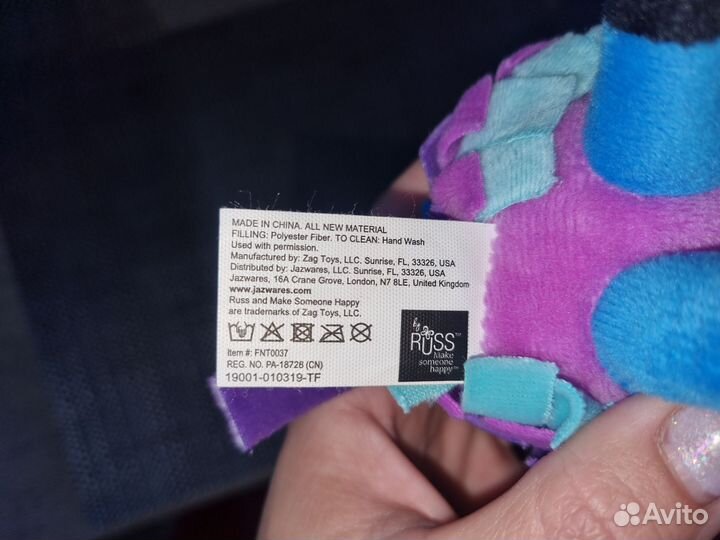 MADE IN CHINA. ALL NEW MATERIAL
FILLING: Polyester Fiber. TO CLEAN: Hand Wash
Used with permission.
Manufactured by: Zag Toys, LLC. Sunrise, FL, 33326, USA
Distributed by: Jazwares, LLC. Sunrise, FL, 33326, USA
Jazwares, 16A Crane Grove, London, N7 8LE, United Kingdom
www.jazwares.com
Russ and Make Someone Happy
are trademarks of Zag Toys, LLC.
Item #: FNT0037
REG. NO. PA-18728 (CN)
19001-010319-TF
by
RUSS™
Make
someone
happy™
Avito